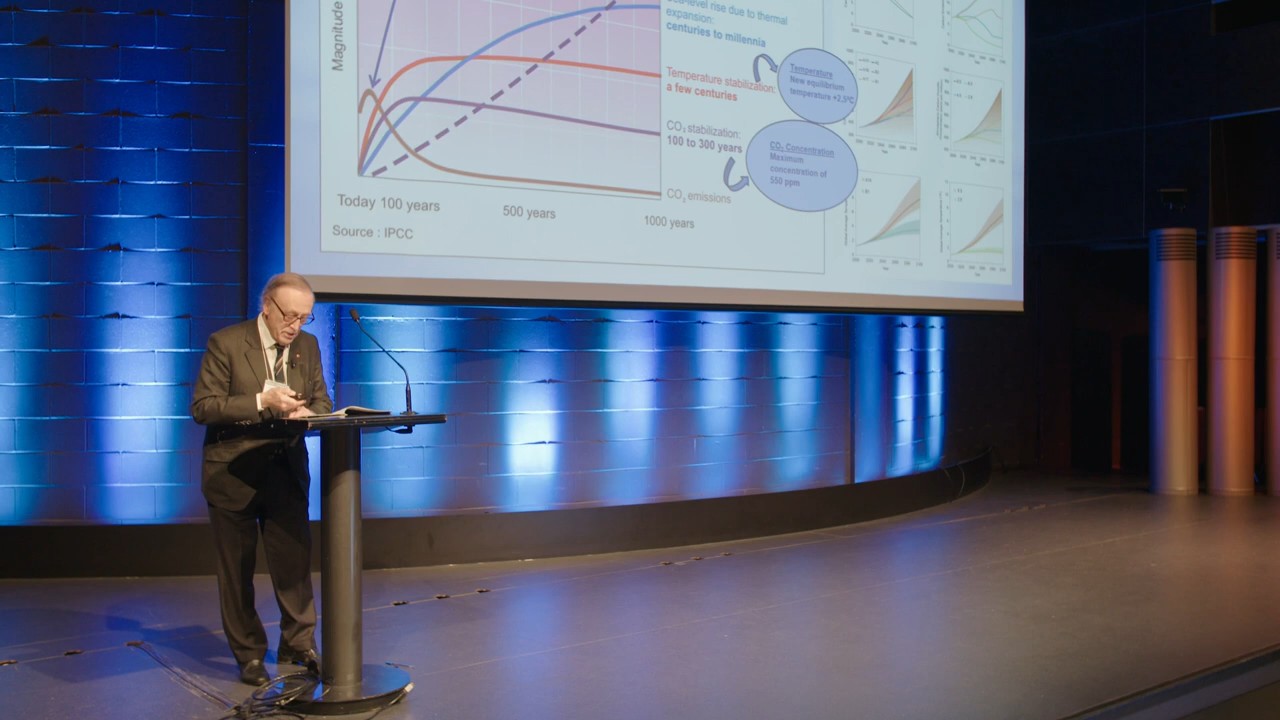 Magnitude
Sea-level rise due to thermal
expansion:
centuries to millennia
Temperature stabilization:
a few centuries
CO2 stabilization:
100 to 300 years
CO2 emissions
Temperature
New equilibrium
temperature +2,5ºC
CO2 Concentration
Maximum
concentration of
550 ppm
Today 100 years
500 years
1000 years
Source : IPCC